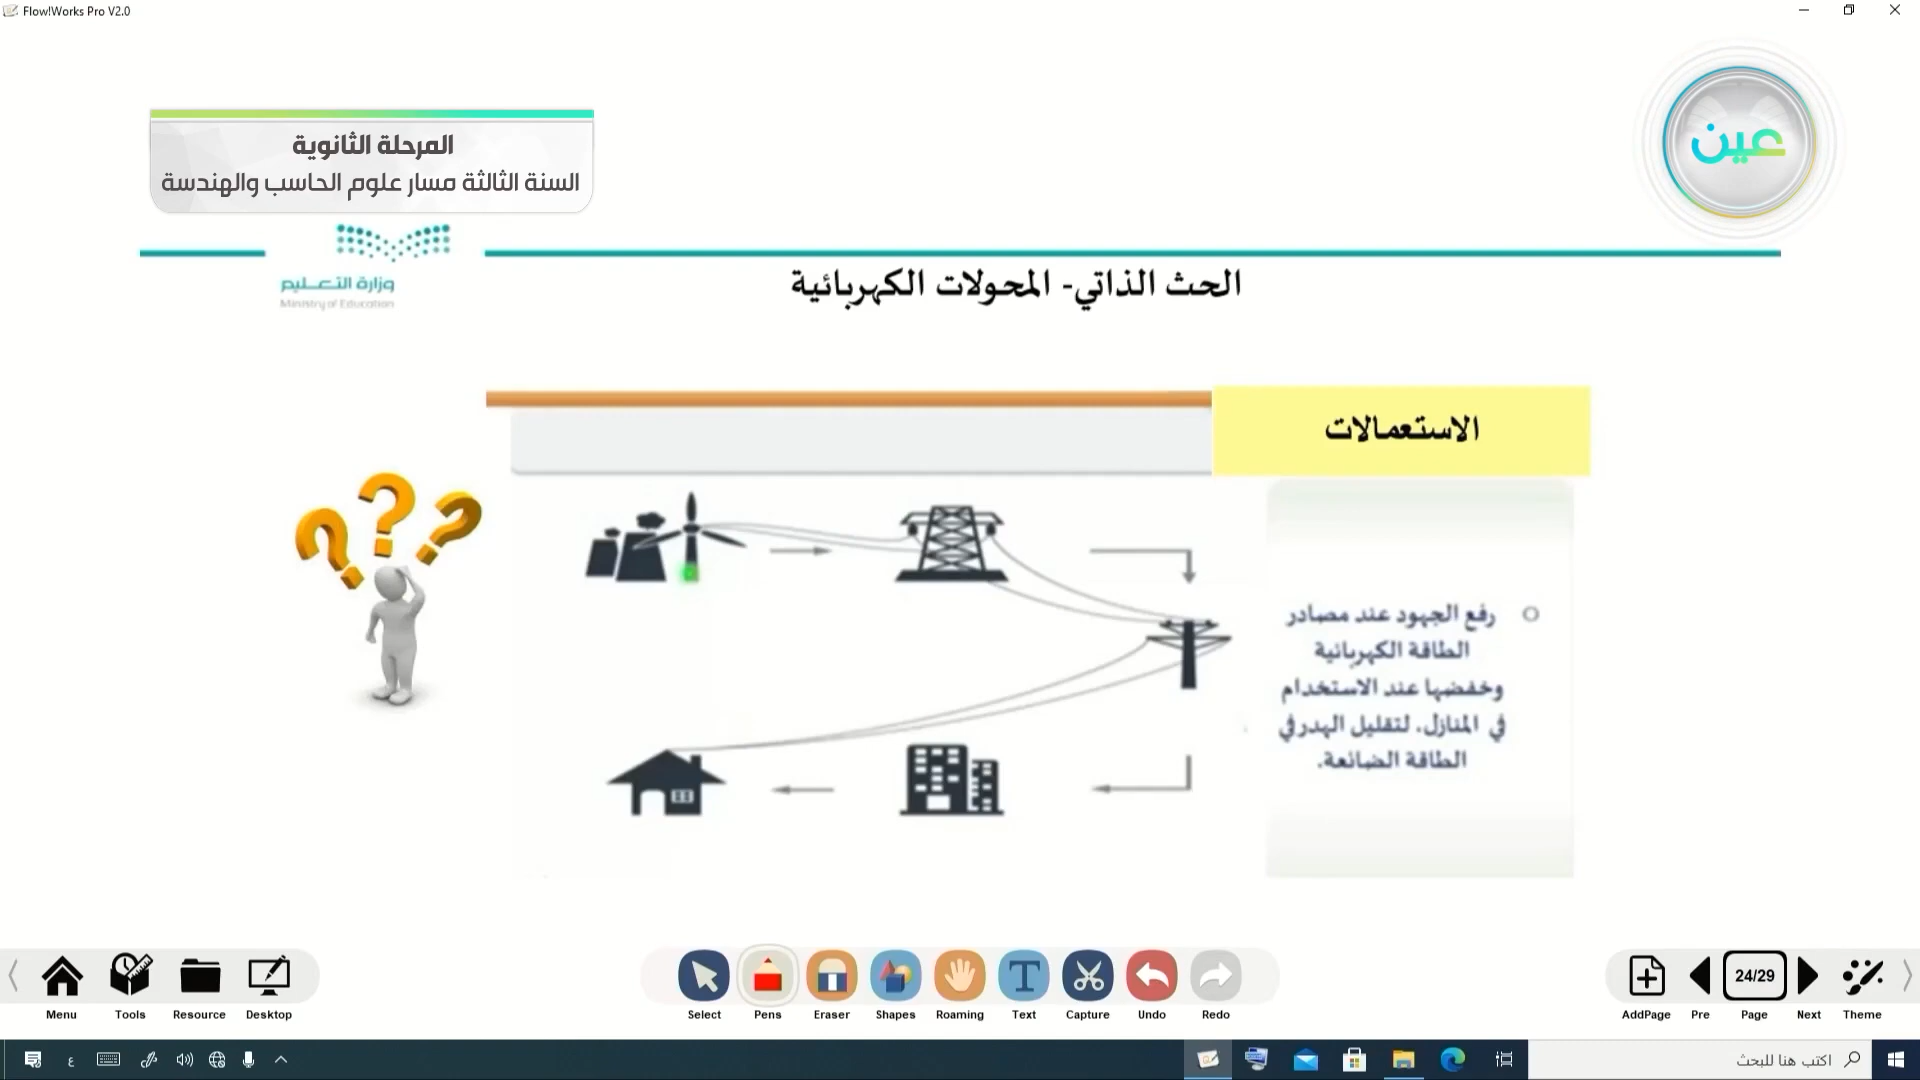 Flow!Works Pro V2.0
المرحلة الثانوية
السنة الثالثة مسار علوم الحاسب والهندسة
عين
وزارة التعليم
Ministry of Education
الحث الذاتي- المحولات الكهربائية
الاستعمالات
رفع الجهود عند مصادر
الطاقة الكهربائية
وخفضها عند الاستخدام
في المنازل. لتقليل الهدر في
الطاقة الضائعة.
Menu Tools Resource Desktop
Select Pens Eraser Shapes Roaming Text Capture Undo Redo
AddPage Pre Page Next Theme
24/29
ع
اكتب هنا للبحث